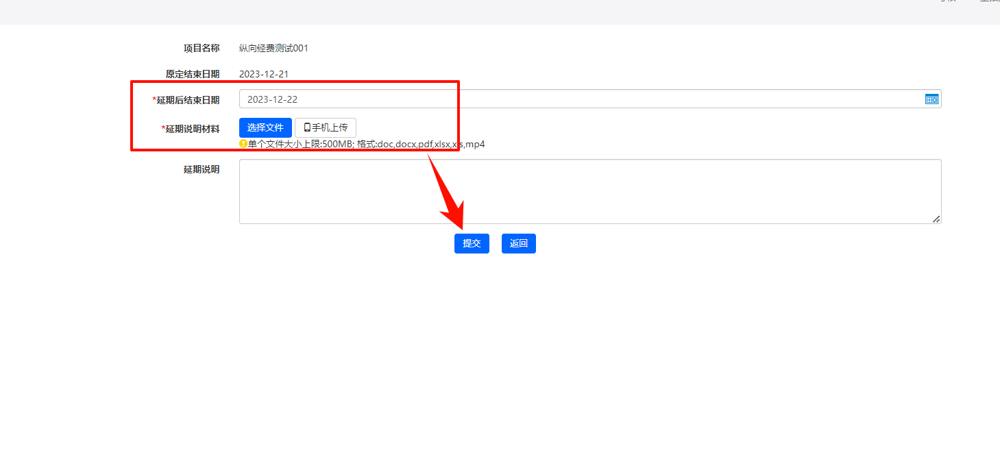 项目名称 纵向经费测试001
原定结束日期 2023-12-21
*延期后结束日期 2023-12-22
*延期说明材料 选择文件 手机上传
单个文件大小上限:500MB; 格式:doc,docx,pdf,xlsx,xls,mp4
延期说明
提交 返回